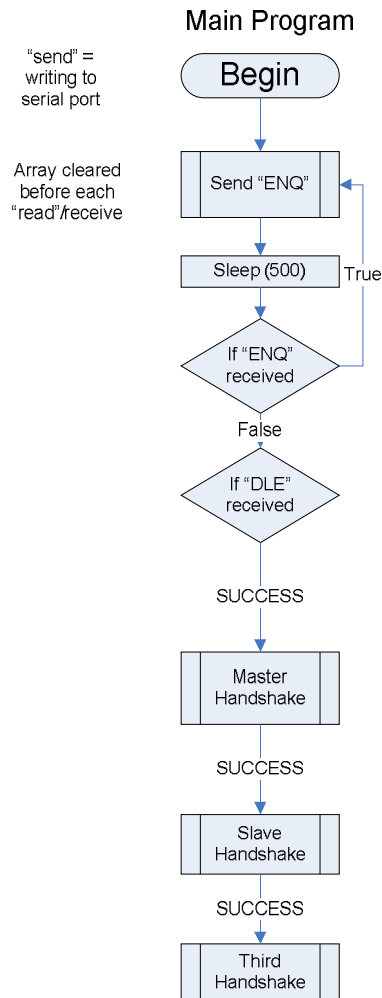 Main Program
“send” =
writing to
serial port
Begin
Array cleared
before each
“read”/receive
Send “ENQ”
Sleep (500)
True
If “ENQ”
received
False
If “DLE”
received
SUCCESS
Master
Handshake
SUCCESS
Slave
Handshake
SUCCESS
Third
Handshake